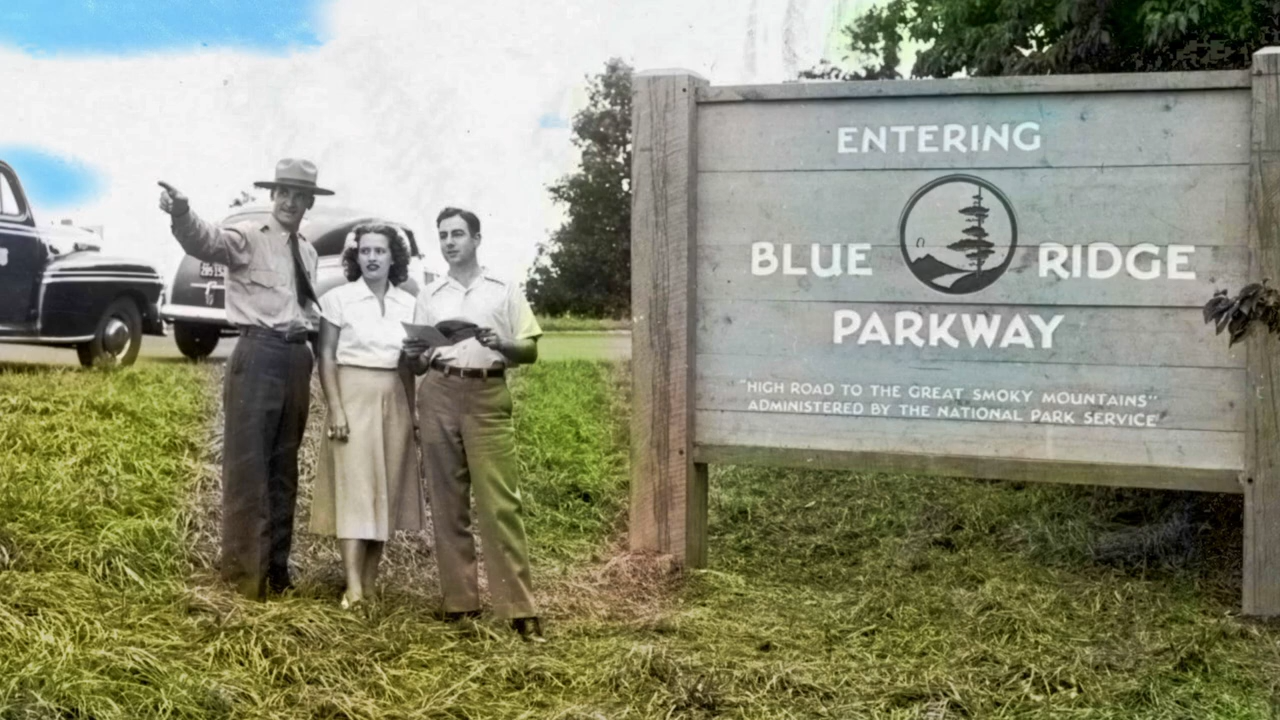 ENTERING
BLUE RIDGE
PARKWAY
"HIGH ROAD TO THE GREAT SMOKY MOUNTAINS"
ADMINISTERED BY THE NATIONAL PARK SERVICE